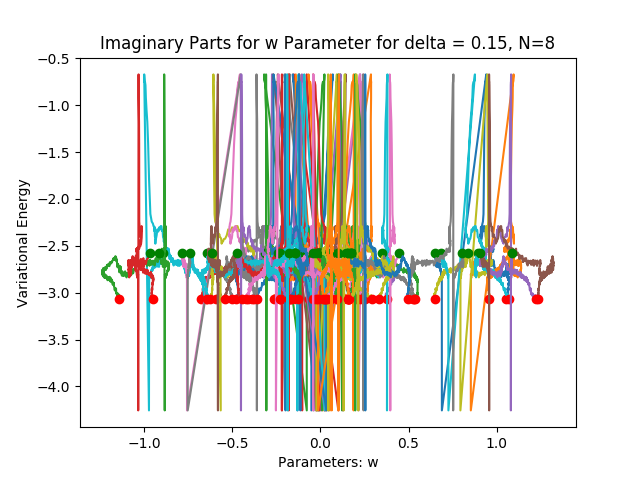 Imaginary Parts for w Parameter for delta = 0.15, N=8
Variational Energy
−0.5
−1.0
−1.5
−2.0
−2.5
−3.0
−3.5
−4.0
−1.0 −0.5 0.0 0.5 1.0
Parameters: w